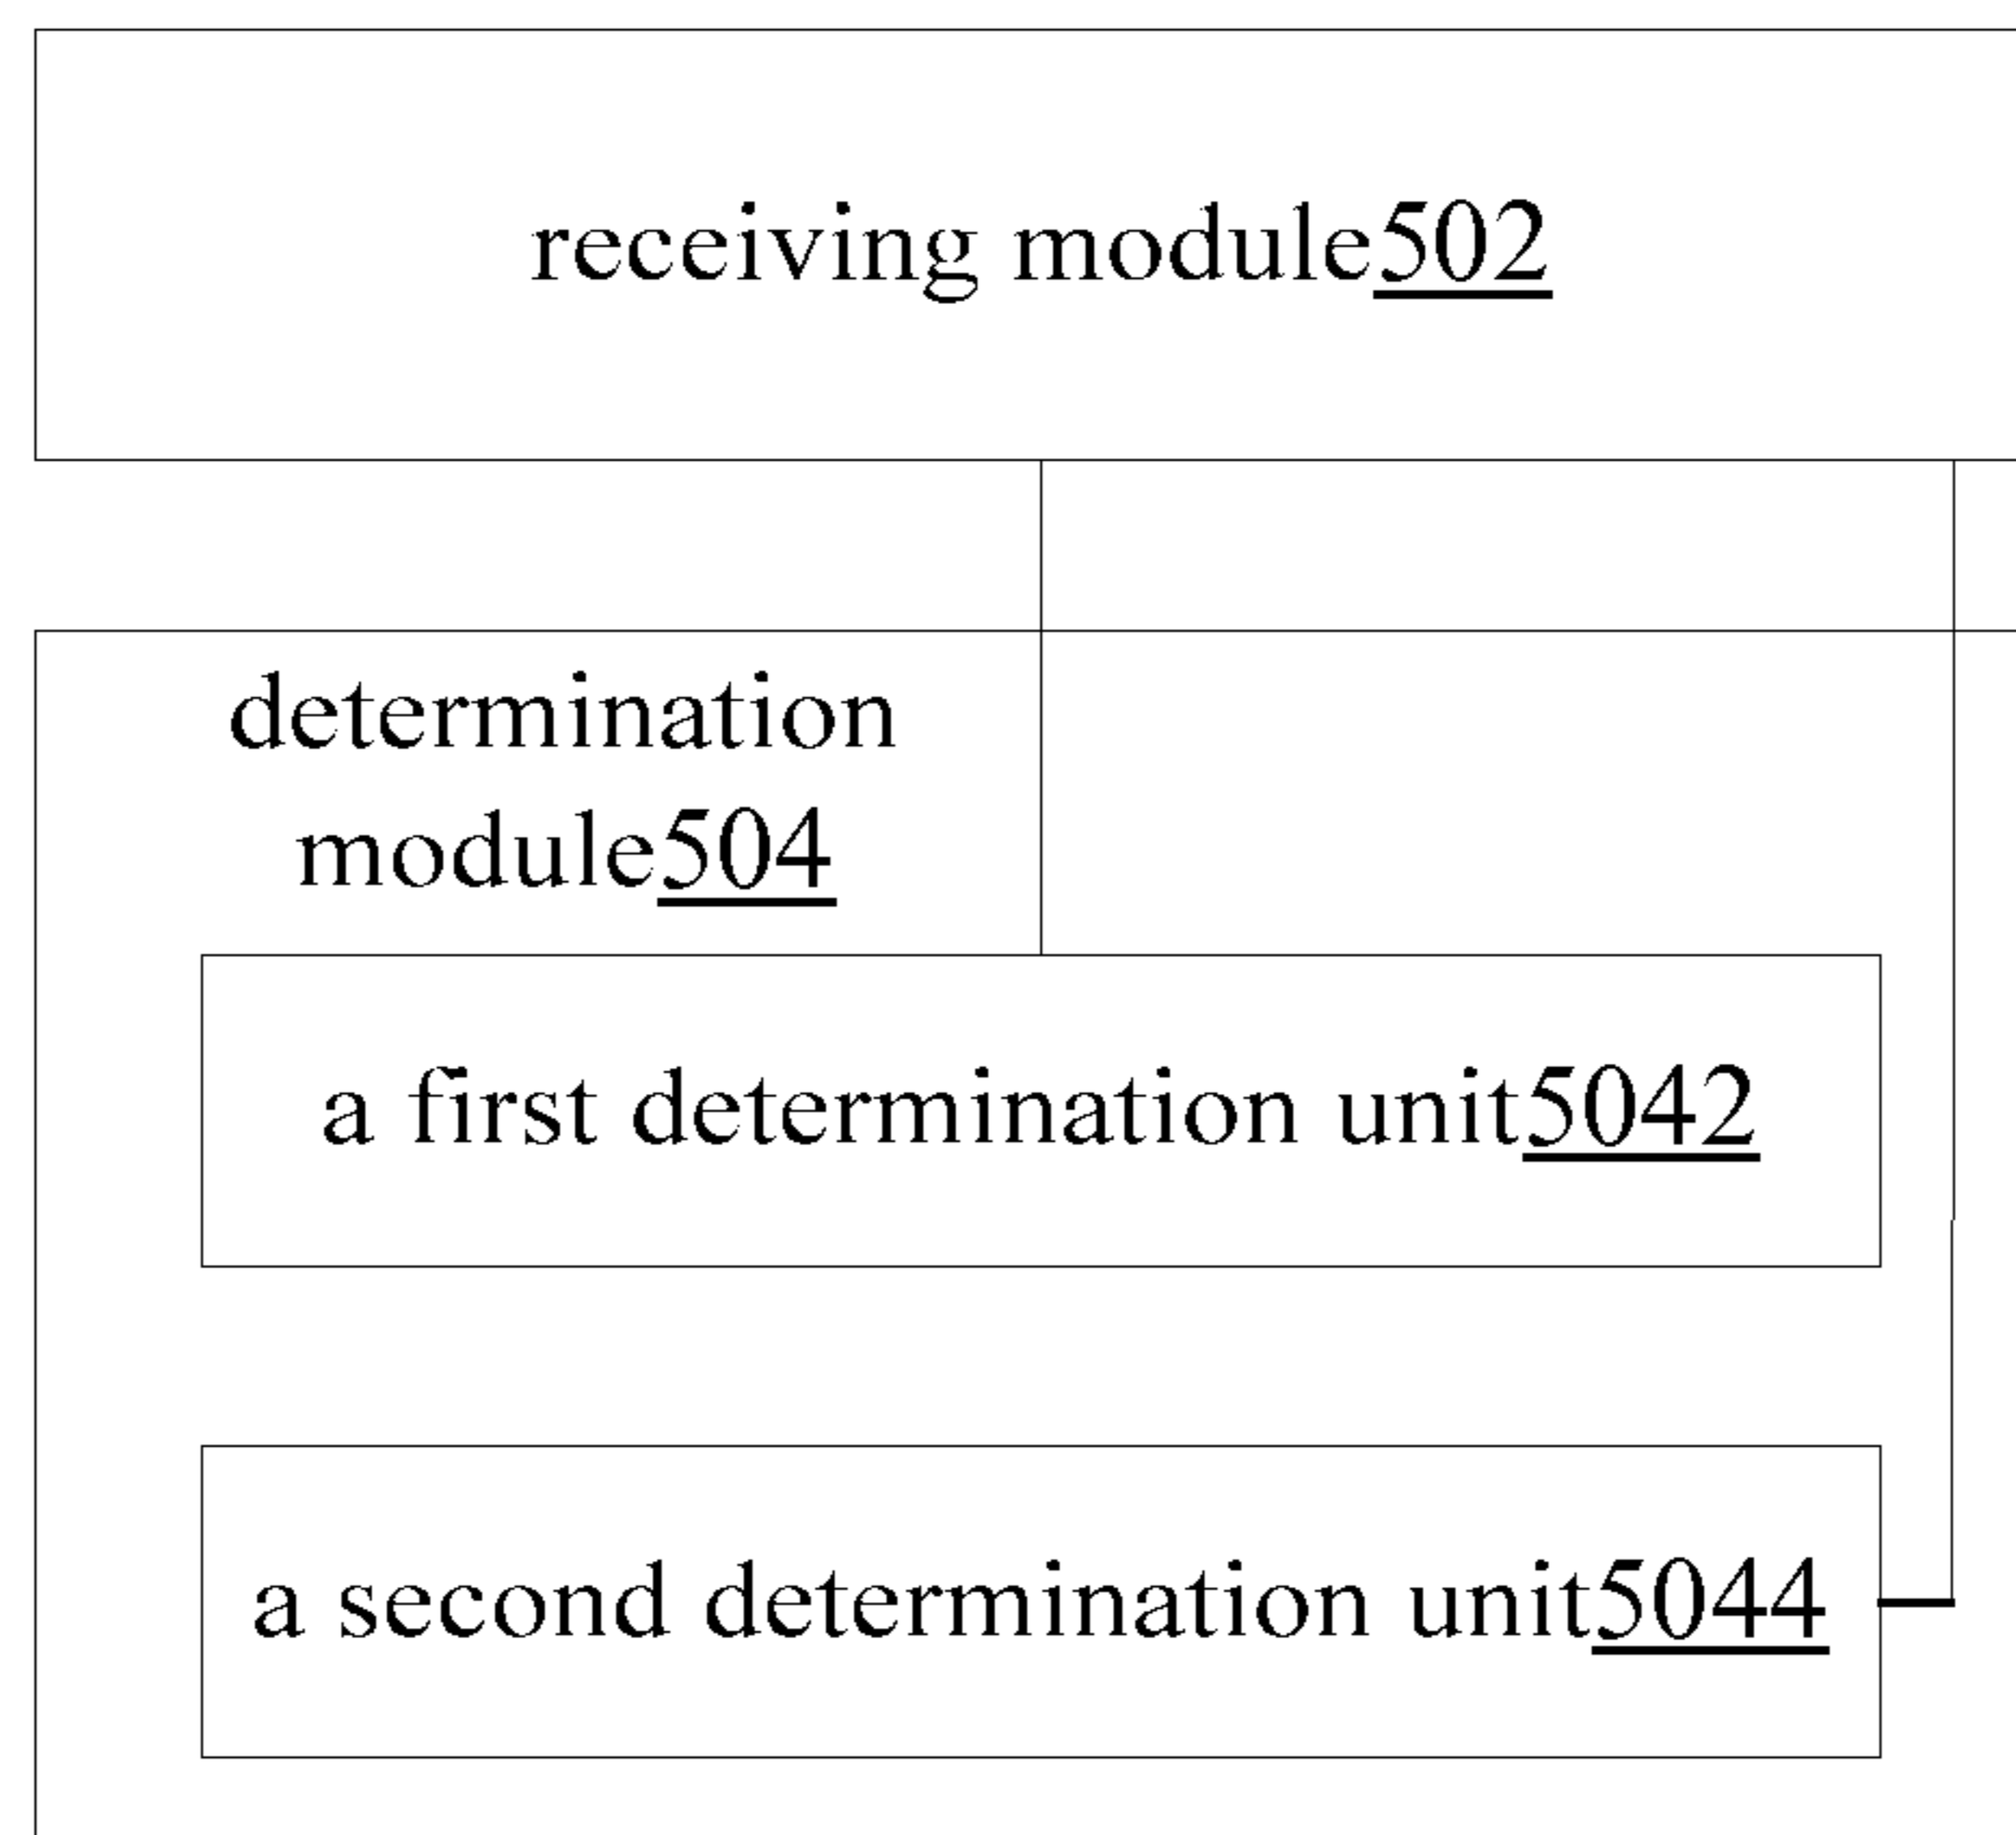 receiving module502
determination
module504
a first determination unit5042
a second determination unit5044